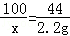 100/x = 44/2.2g